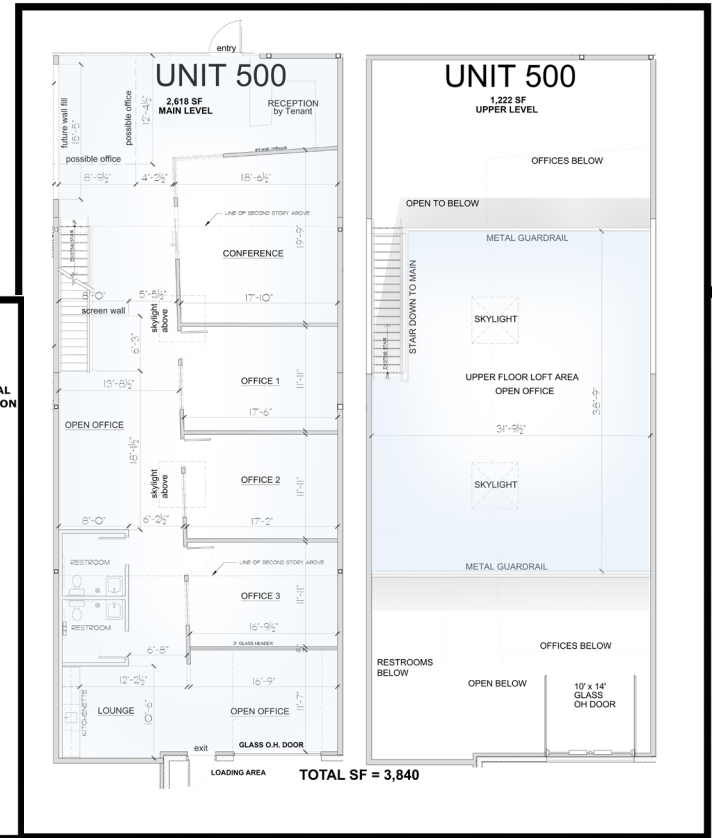 entry
UNIT 500
2,618 SF
MAIN LEVEL
RECEPTION
by Tenant
future wall fill
15'-5"
possible office
12'-4½"
possible office
8'-9½"
4'-2½"
18'-6½"
LINE OF SECOND STORY ABOVE
19'-9"
CONFERENCE
17'-10"
EXISTING STAIR
8'-0"
5'-5½"
screen wall
skylight
above
6'-3"
13'-8½"
OFFICE 1
11'-11"
17'-6"
OPEN OFFICE
18'-1½"
skylight
above
OFFICE 2
11'-11"
8'-0"
6'-2½"
17'-2"
RESTROOM
LINE OF SECOND STORY ABOVE
OFFICE 3
11'-11"
16'-9½"
RESTROOM
3' GLASS HEADER
6'-8"
12'-2½"
16'-9"
KITCHENETTE
LOUNGE
10'-6"
OPEN OFFICE
11'-7"
exit
GLASS O.H. DOOR
LOADING AREA
TOTAL SF = 3,840
UNIT 500
1,222 SF
UPPER LEVEL
OFFICES BELOW
OPEN TO BELOW
METAL GUARDRAIL
STAIR DOWN TO MAIN
EXISTING STAIR
SKYLIGHT
UPPER FLOOR LOFT AREA
OPEN OFFICE
38'-9"
31'-9½"
SKYLIGHT
METAL GUARDRAIL
OFFICES BELOW
RESTROOMS
BELOW
OPEN BELOW
10' x 14'
GLASS
OH DOOR
AL
ON